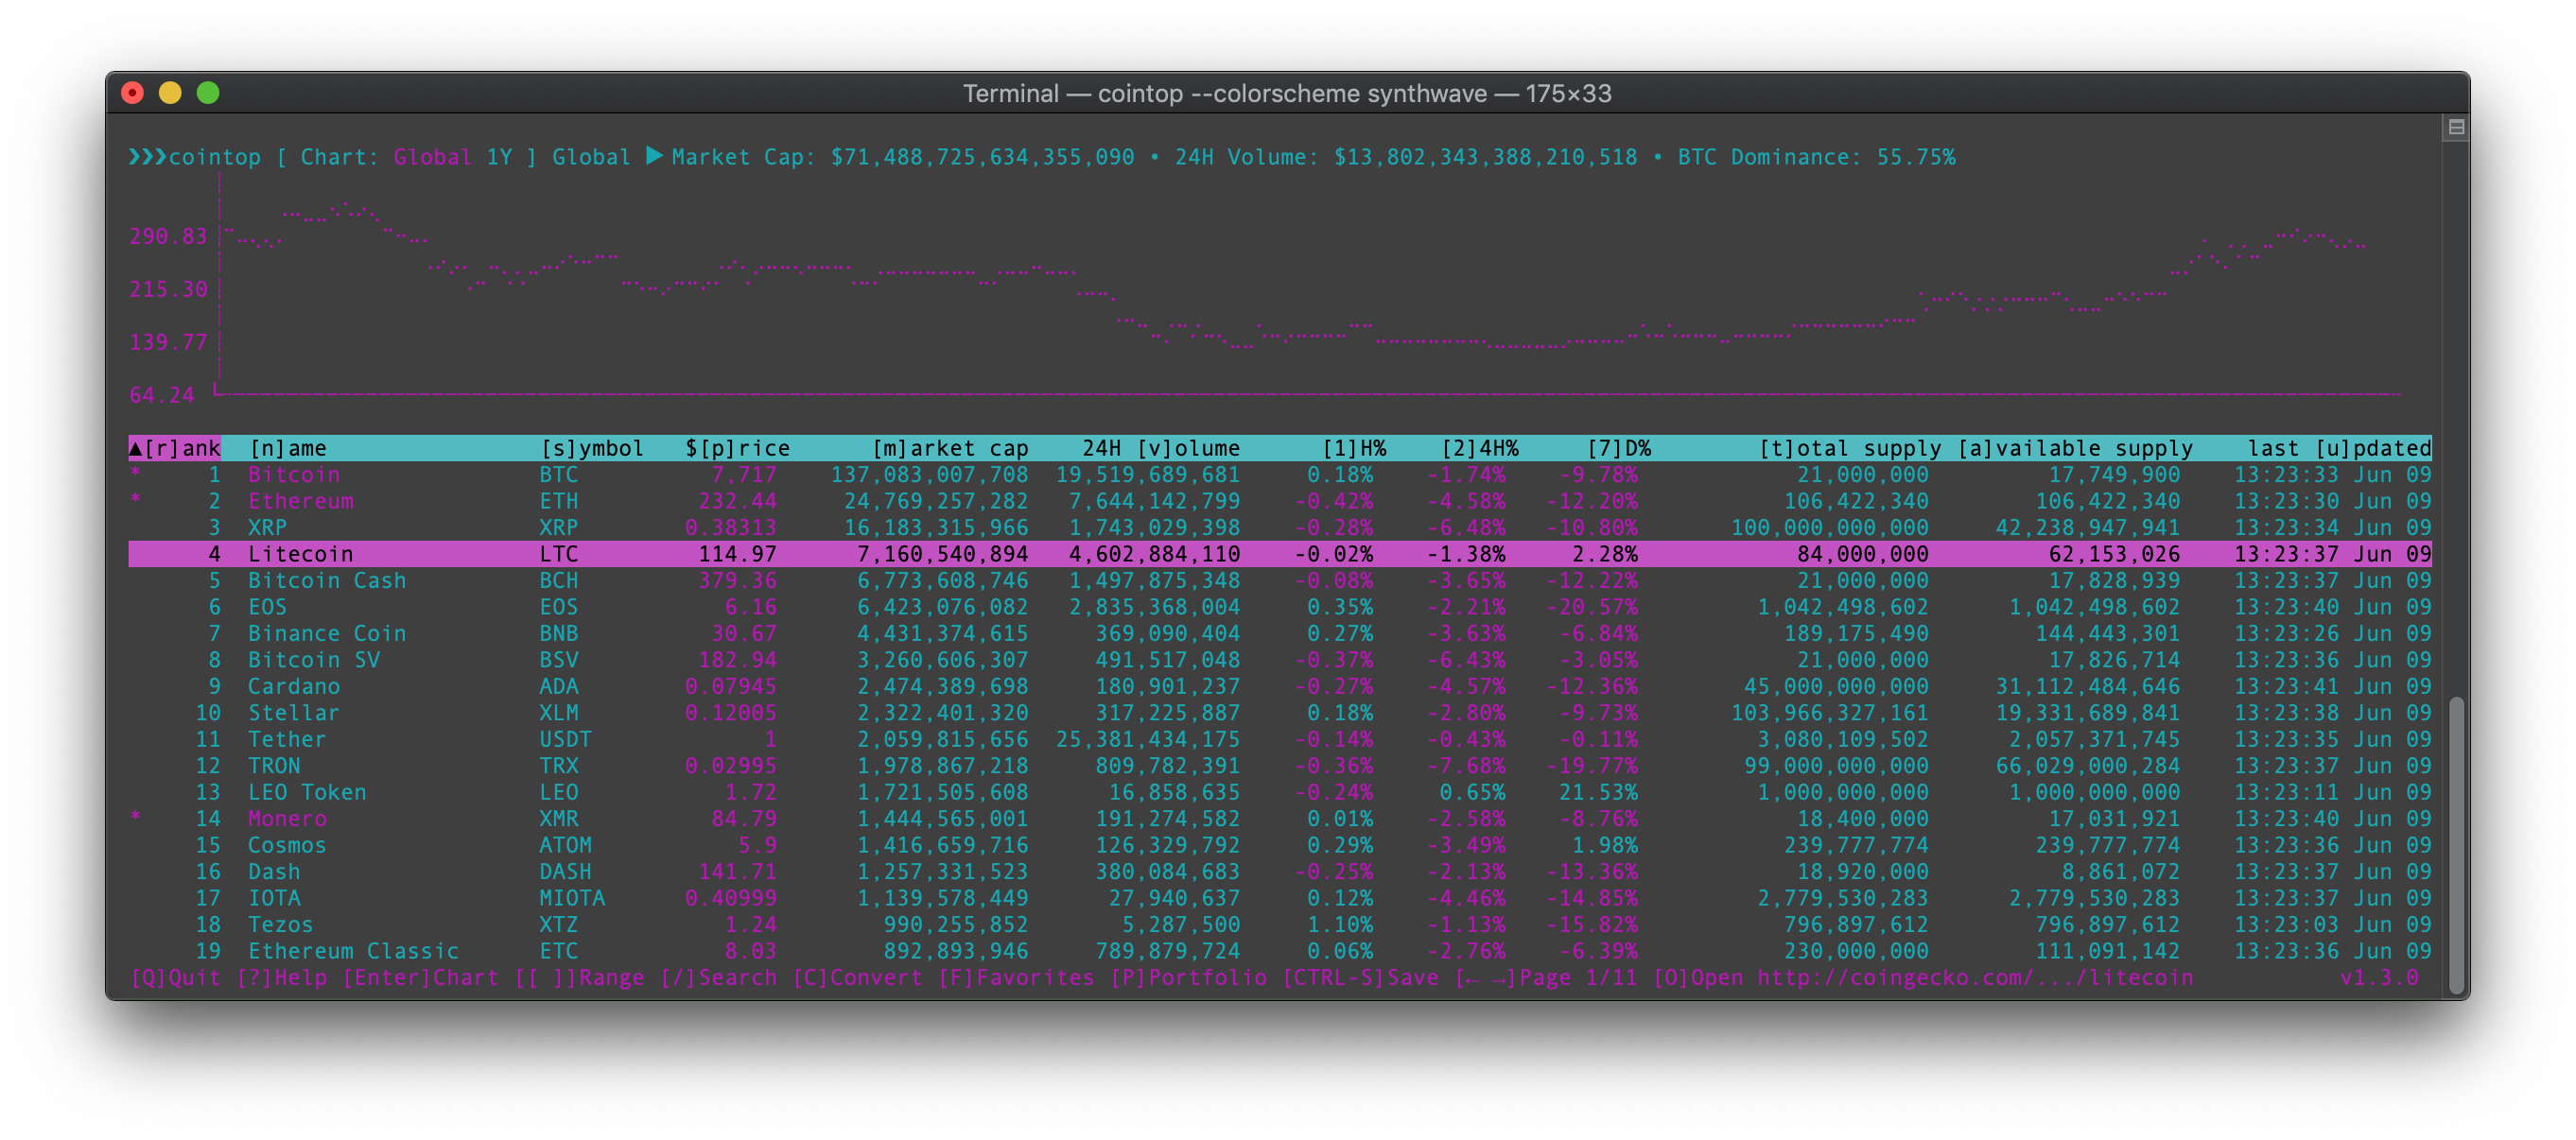 Terminal — cointop --colorscheme synthwave — 175×33
❯❯❯cointop [ Chart: Global 1Y ] Global ▶ Market Cap: $71,488,725,634,355,090 • 24H Volume: $13,802,343,388,210,518 • BTC Dominance: 55.75%
290.83
215.30
139.77
64.24
▲[r]ank [n]ame [s]ymbol $[p]rice [m]arket cap 24H [v]olume [1]H% [2]4H% [7]D% [t]otal supply [a]vailable supply last [u]pdated
* 1 Bitcoin BTC 7,717 137,083,007,708 19,519,689,681 0.18% -1.74% -9.78% 21,000,000 17,749,900 13:23:33 Jun 09
* 2 Ethereum ETH 232.44 24,769,257,282 7,644,142,799 -0.42% -4.58% -12.20% 106,422,340 106,422,340 13:23:30 Jun 09
3 XRP XRP 0.38313 16,183,315,966 1,743,029,398 -0.28% -6.48% -10.80% 100,000,000,000 42,238,947,941 13:23:34 Jun 09
4 Litecoin LTC 114.97 7,160,540,894 4,602,884,110 -0.02% -1.38% 2.28% 84,000,000 62,153,026 13:23:37 Jun 09
5 Bitcoin Cash BCH 379.36 6,773,608,746 1,497,875,348 -0.08% -3.65% -12.22% 21,000,000 17,828,939 13:23:37 Jun 09
6 EOS EOS 6.16 6,423,076,082 2,835,368,004 0.35% -2.21% -20.57% 1,042,498,602 1,042,498,602 13:23:40 Jun 09
7 Binance Coin BNB 30.67 4,431,374,615 369,090,404 0.27% -3.63% -6.84% 189,175,490 144,443,301 13:23:26 Jun 09
8 Bitcoin SV BSV 182.94 3,260,606,307 491,517,048 -0.37% -6.43% -3.05% 21,000,000 17,826,714 13:23:36 Jun 09
9 Cardano ADA 0.07945 2,474,389,698 180,901,237 -0.27% -4.57% -12.36% 45,000,000,000 31,112,484,646 13:23:41 Jun 09
10 Stellar XLM 0.12005 2,322,401,320 317,225,887 0.18% -2.80% -9.73% 103,966,327,161 19,331,689,841 13:23:38 Jun 09
11 Tether USDT 1 2,059,815,656 25,381,434,175 -0.14% -0.43% -0.11% 3,080,109,502 2,057,371,745 13:23:35 Jun 09
12 TRON TRX 0.02995 1,978,867,218 809,782,391 -0.36% -7.68% -19.77% 99,000,000,000 66,029,000,284 13:23:37 Jun 09
13 LEO Token LEO 1.72 1,721,505,608 16,858,635 -0.24% 0.65% 21.53% 1,000,000,000 1,000,000,000 13:23:11 Jun 09
* 14 Monero XMR 84.79 1,444,565,001 191,274,582 0.01% -2.58% -8.76% 18,400,000 17,031,921 13:23:40 Jun 09
15 Cosmos ATOM 5.9 1,416,659,716 126,329,792 0.29% -3.49% 1.98% 239,777,774 239,777,774 13:23:36 Jun 09
16 Dash DASH 141.71 1,257,331,523 380,084,683 -0.25% -2.13% -13.36% 18,920,000 8,861,072 13:23:37 Jun 09
17 IOTA MIOTA 0.40999 1,139,578,449 27,940,637 0.12% -4.46% -14.85% 2,779,530,283 2,779,530,283 13:23:37 Jun 09
18 Tezos XTZ 1.24 990,255,852 5,287,500 1.10% -1.13% -15.82% 796,897,612 796,897,612 13:23:03 Jun 09
19 Ethereum Classic ETC 8.03 892,893,946 789,879,724 0.06% -2.76% -6.39% 230,000,000 111,091,142 13:23:36 Jun 09
[Q]Quit [?]Help [Enter]Chart [[ ]]Range [/]Search [C]Convert [F]Favorites [P]Portfolio [CTRL-S]Save [← →]Page 1/11 [O]Open http://coingecko.com/.../litecoin v1.3.0